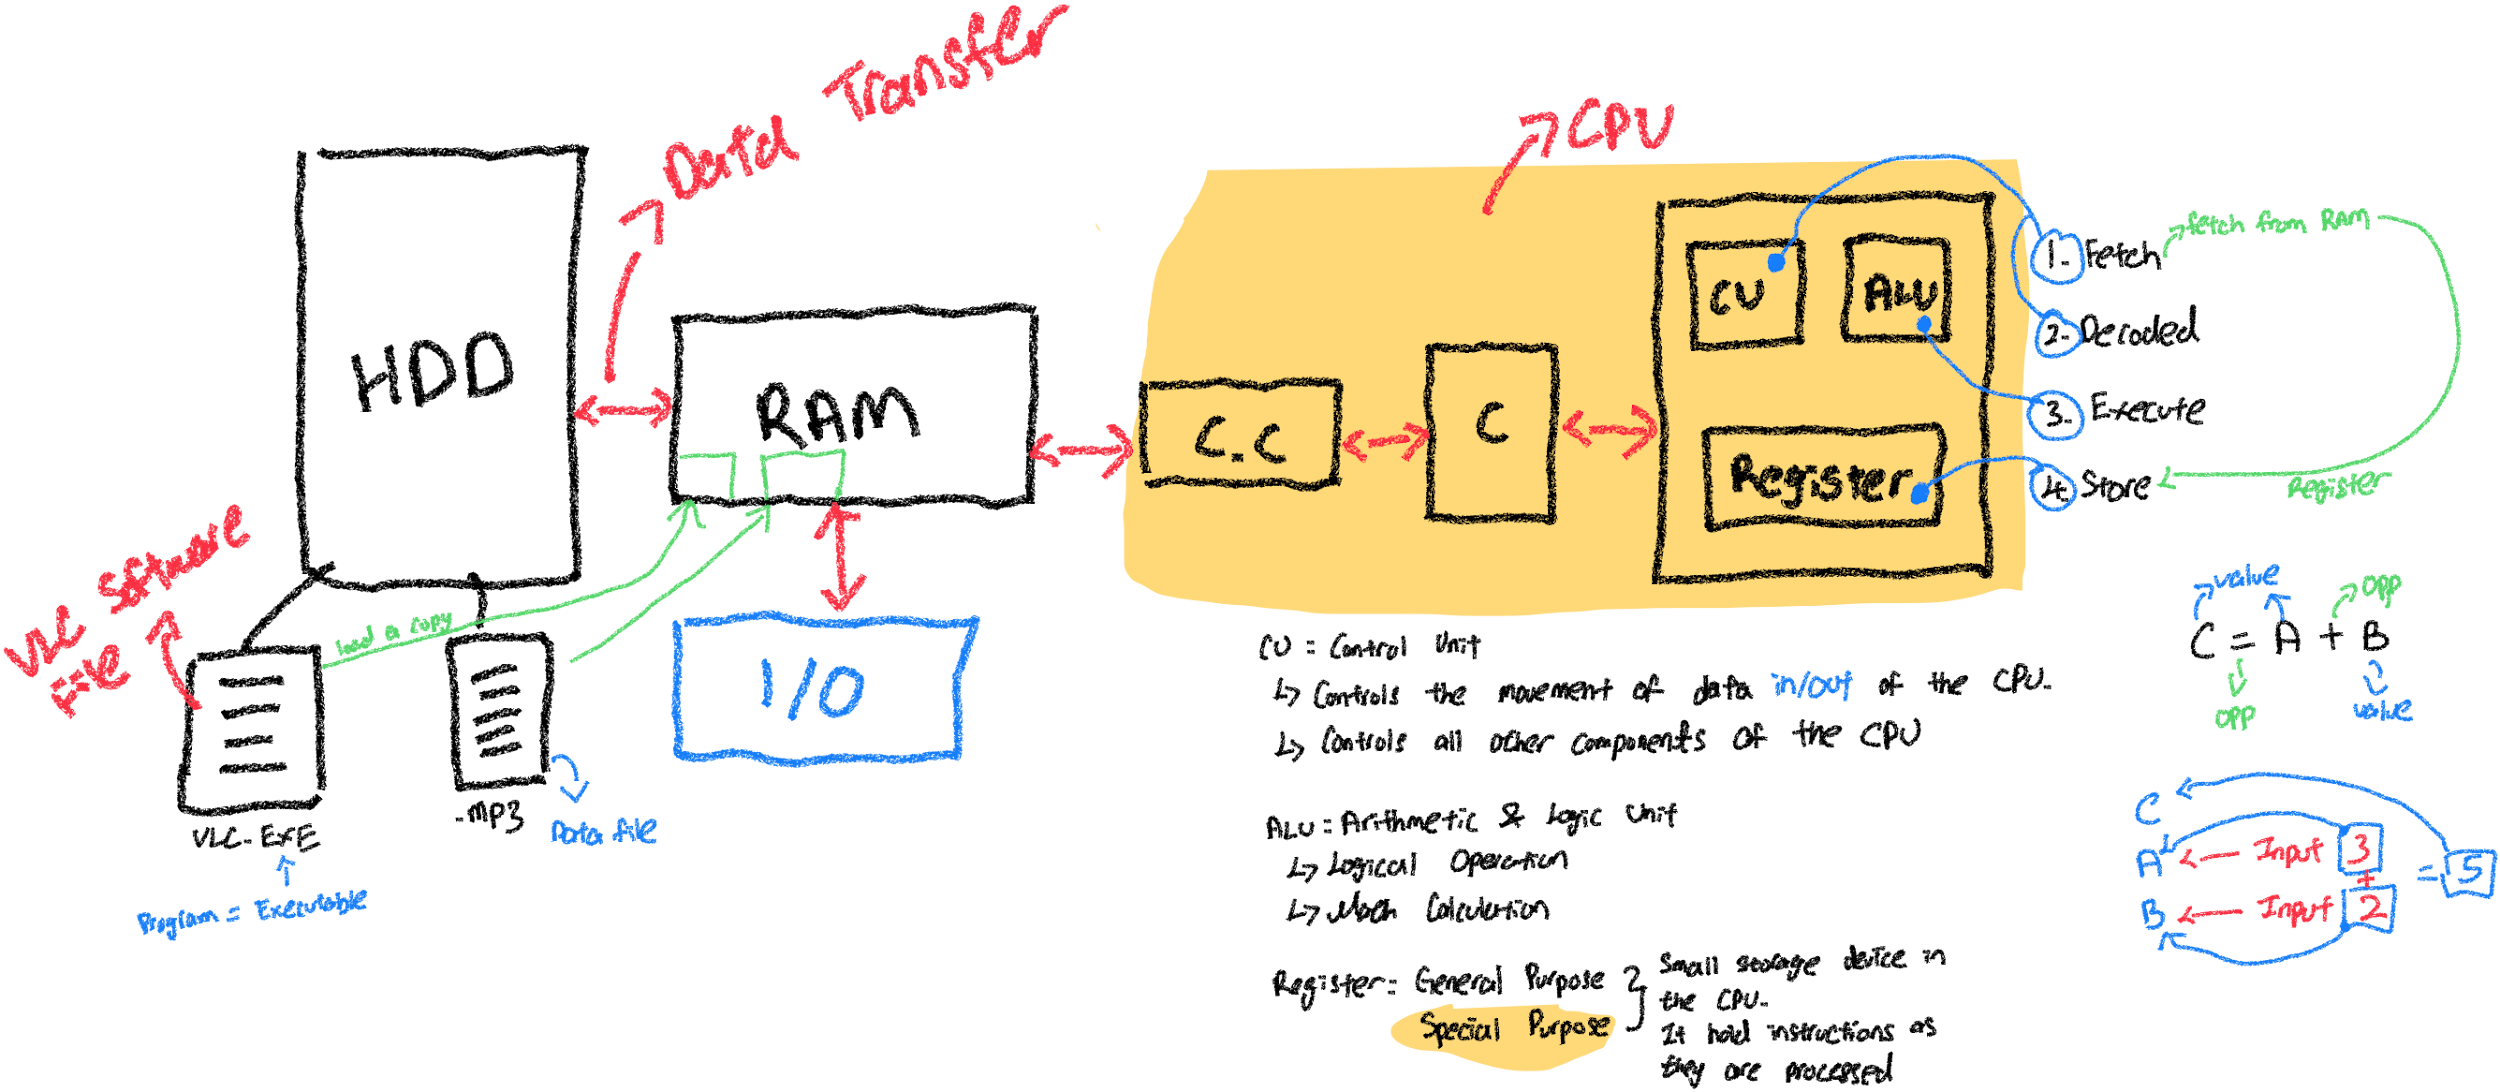 Data Transfer
CPU
HDD
RAM
C.C
C
CU
ALU
Register
1. Fetch
fetch from RAM
2. Decoded
3. Execute
4. Store
Register
VLC Software
File
load a copy
I/O
VLC.EXE
.MP3
Data file
Program = Executable
CU = Control Unit
↳ Controls the movement of data in/out of the CPU.
↳ Controls all other components of the CPU
ALU = Arithmetic & Logic Unit
↳ Logical Operation
↳ Math Calculation
Register = General Purpose
Special Purpose
Small storage device in
the CPU.
It hold instructions as
they are processed
value
opp
C = A + B
opp
value
C
A ← Input 3
+
= 5
B ← Input 2